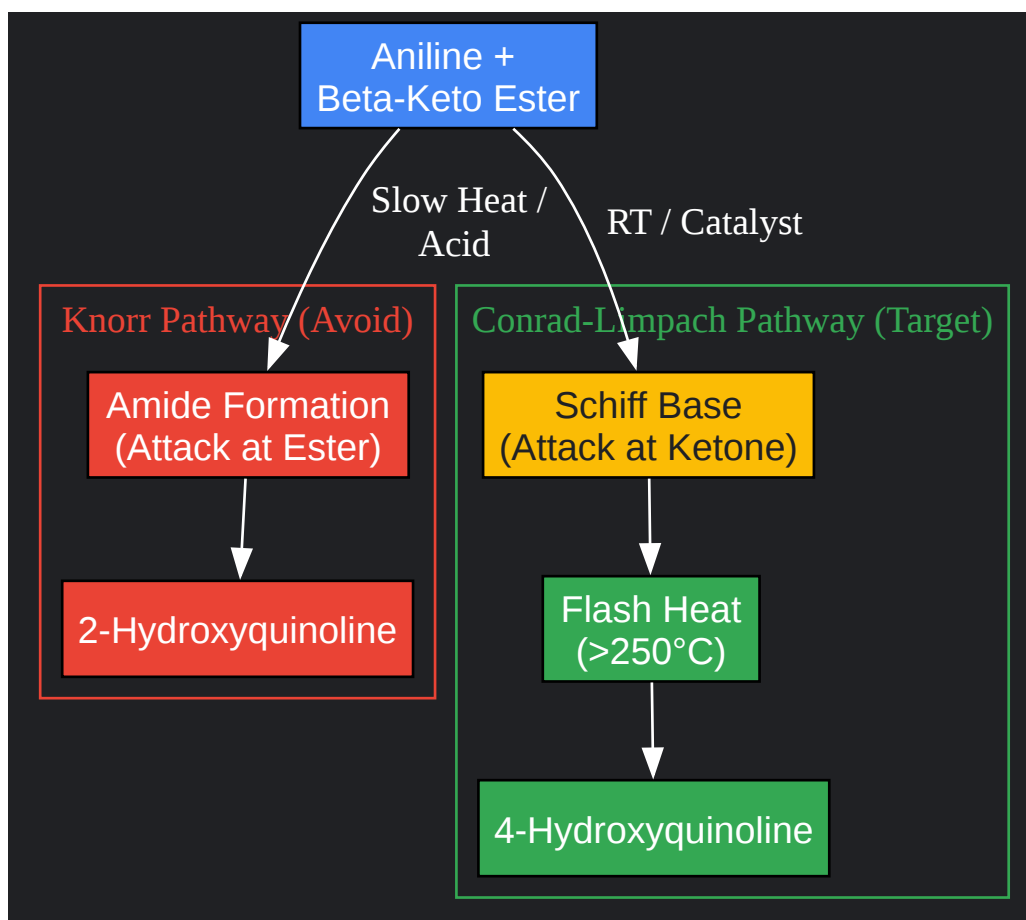 Aniline +
Beta-Keto Ester
Slow Heat /
Acid
RT / Catalyst
Knorr Pathway (Avoid)
Conrad-Limpach Pathway (Target)
Amide Formation
(Attack at Ester)
Schiff Base
(Attack at Ketone)
2-Hydroxyquinoline
Flash Heat
(>250°C)
4-Hydroxyquinoline